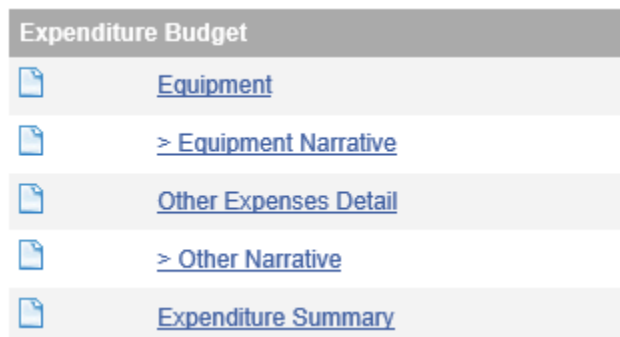 Expenditure Budget
Equipment
> Equipment Narrative
Other Expenses Detail
> Other Narrative
Expenditure Summary